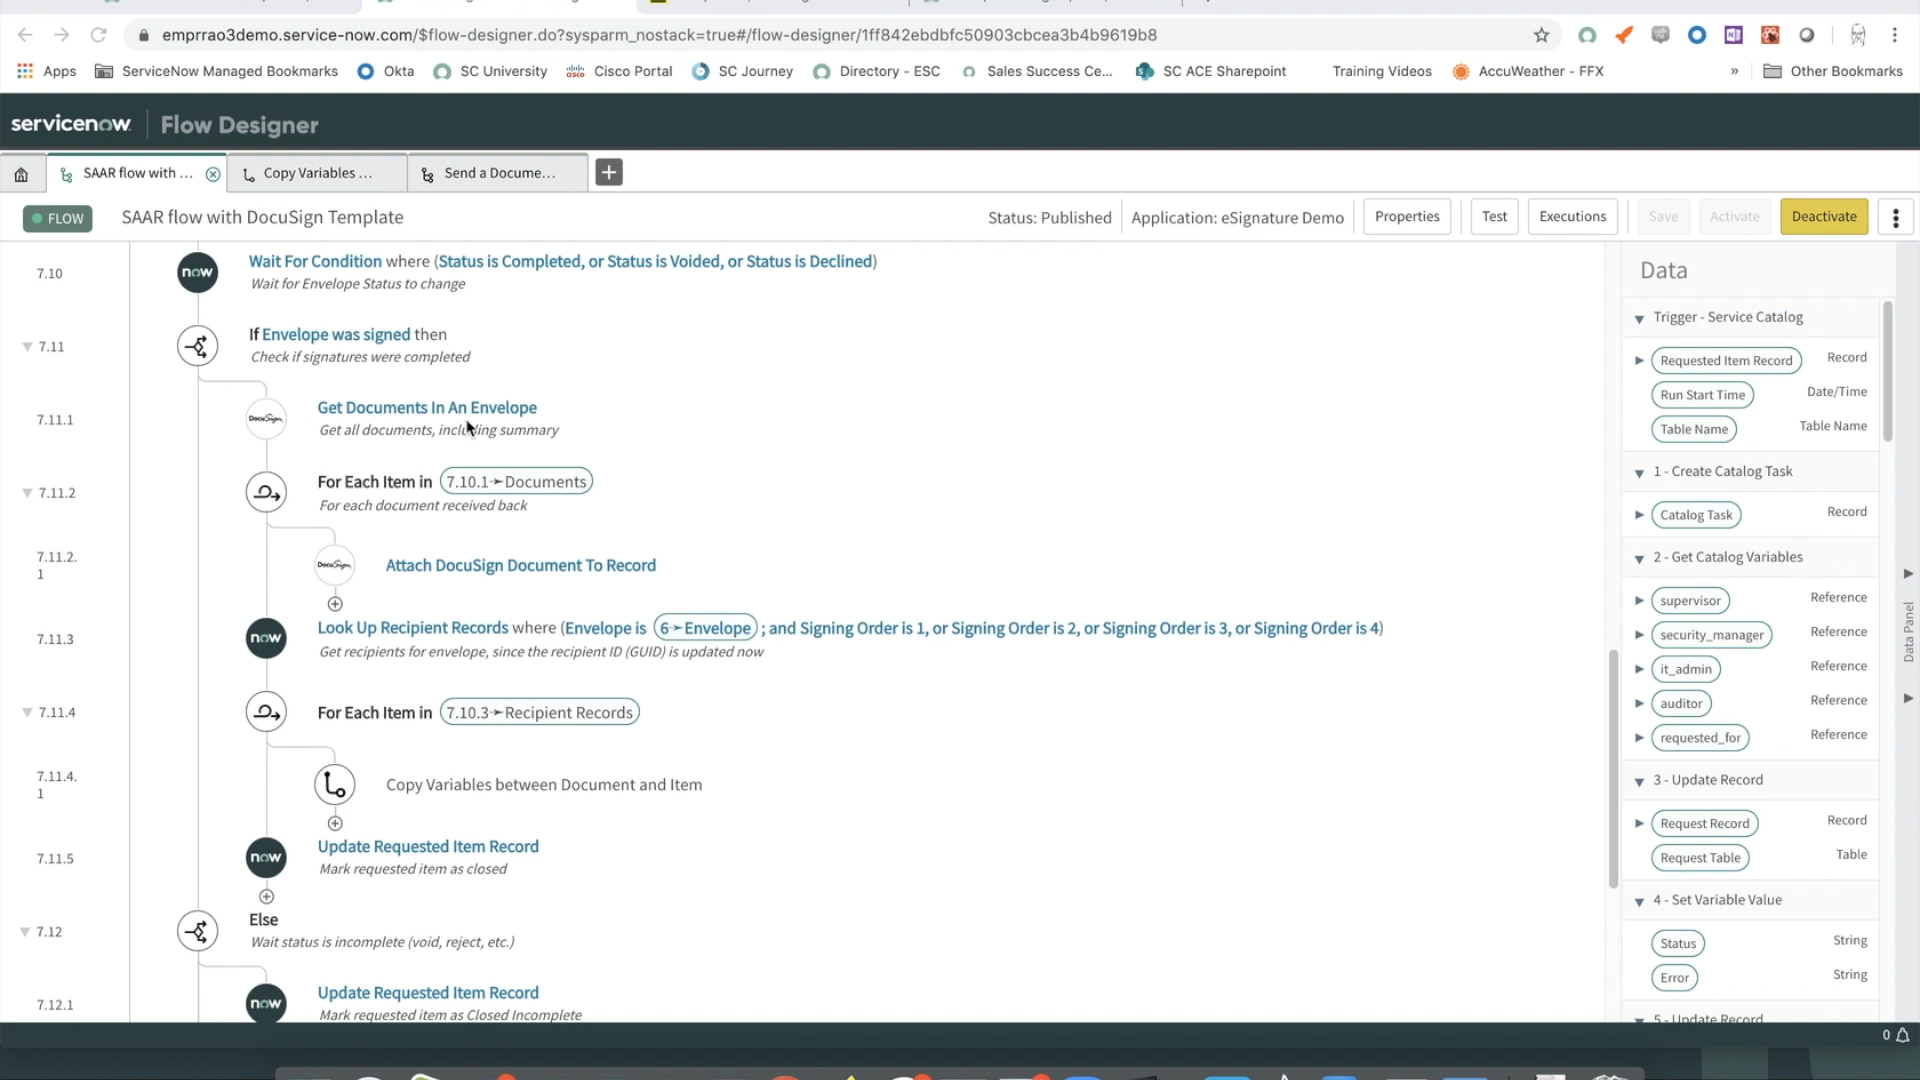 emprrao3demo.service-now.com/$flow-designer.do?sysparm_nostack=true#/flow-designer/1ff842ebdbfc50903cbcea3b4b9619b8
Apps ServiceNow Managed Bookmarks Okta SC University Cisco Portal SC Journey Directory - ESC Sales Success Ce... SC ACE Sharepoint Training Videos AccuWeather - FFX » Other Bookmarks
servicenow Flow Designer
SAAR flow with ... Copy Variables ... Send a Docume...
FLOW SAAR flow with DocuSign Template Status: Published Application: eSignature Demo Properties Test Executions Save Activate Deactivate
7.10 now Wait For Condition where (Status is Completed, or Status is Voided, or Status is Declined)
Wait for Envelope Status to change
7.11 If Envelope was signed then
Check if signatures were completed
7.11.1 DocuSign Get Documents In An Envelope
Get all documents, including summary
7.11.2 For Each Item in 7.10.1➛Documents
For each document received back
7.11.2.
1 DocuSign Attach DocuSign Document To Record
7.11.3 now Look Up Recipient Records where (Envelope is 6➛Envelope ; and Signing Order is 1, or Signing Order is 2, or Signing Order is 3, or Signing Order is 4)
Get recipients for envelope, since the recipient ID (GUID) is updated now
7.11.4 For Each Item in 7.10.3➛Recipient Records
7.11.4.
1 Copy Variables between Document and Item
7.11.5 now Update Requested Item Record
Mark requested item as closed
7.12 Else
Wait status is incomplete (void, reject, etc.)
7.12.1 now Update Requested Item Record
Mark requested item as Closed Incomplete
Data
Trigger - Service Catalog
Requested Item Record Record
Run Start Time Date/Time
Table Name Table Name
1 - Create Catalog Task
Catalog Task Record
2 - Get Catalog Variables
supervisor Reference
security_manager Reference
it_admin Reference
auditor Reference
requested_for Reference
3 - Update Record
Request Record Record
Request Table Table
4 - Set Variable Value
Status String
Error String
5 - Update Record
Data Panel
0